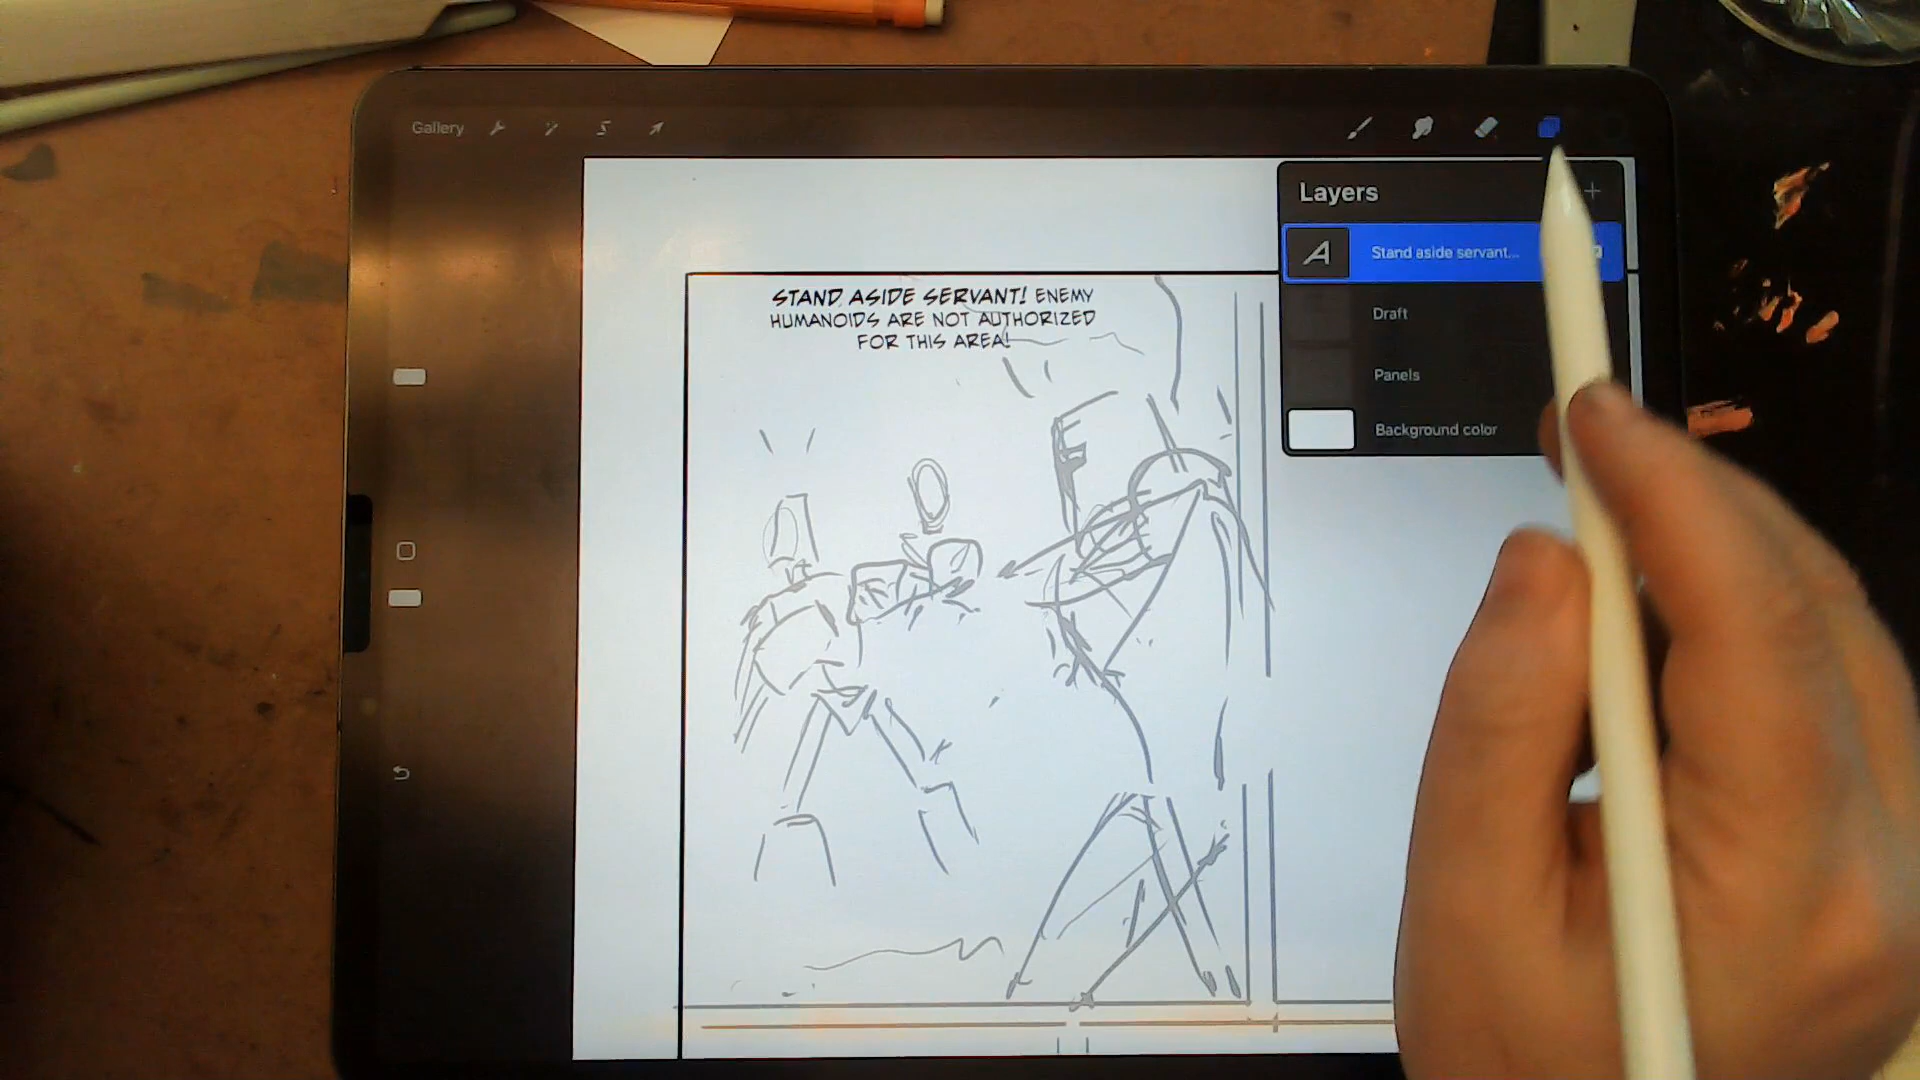 Gallery
Layers
A
Stand aside servant...
Draft
Panels
Background color
STAND ASIDE SERVANT! ENEMY
HUMANOIDS ARE NOT AUTHORIZED
FOR THIS AREA!